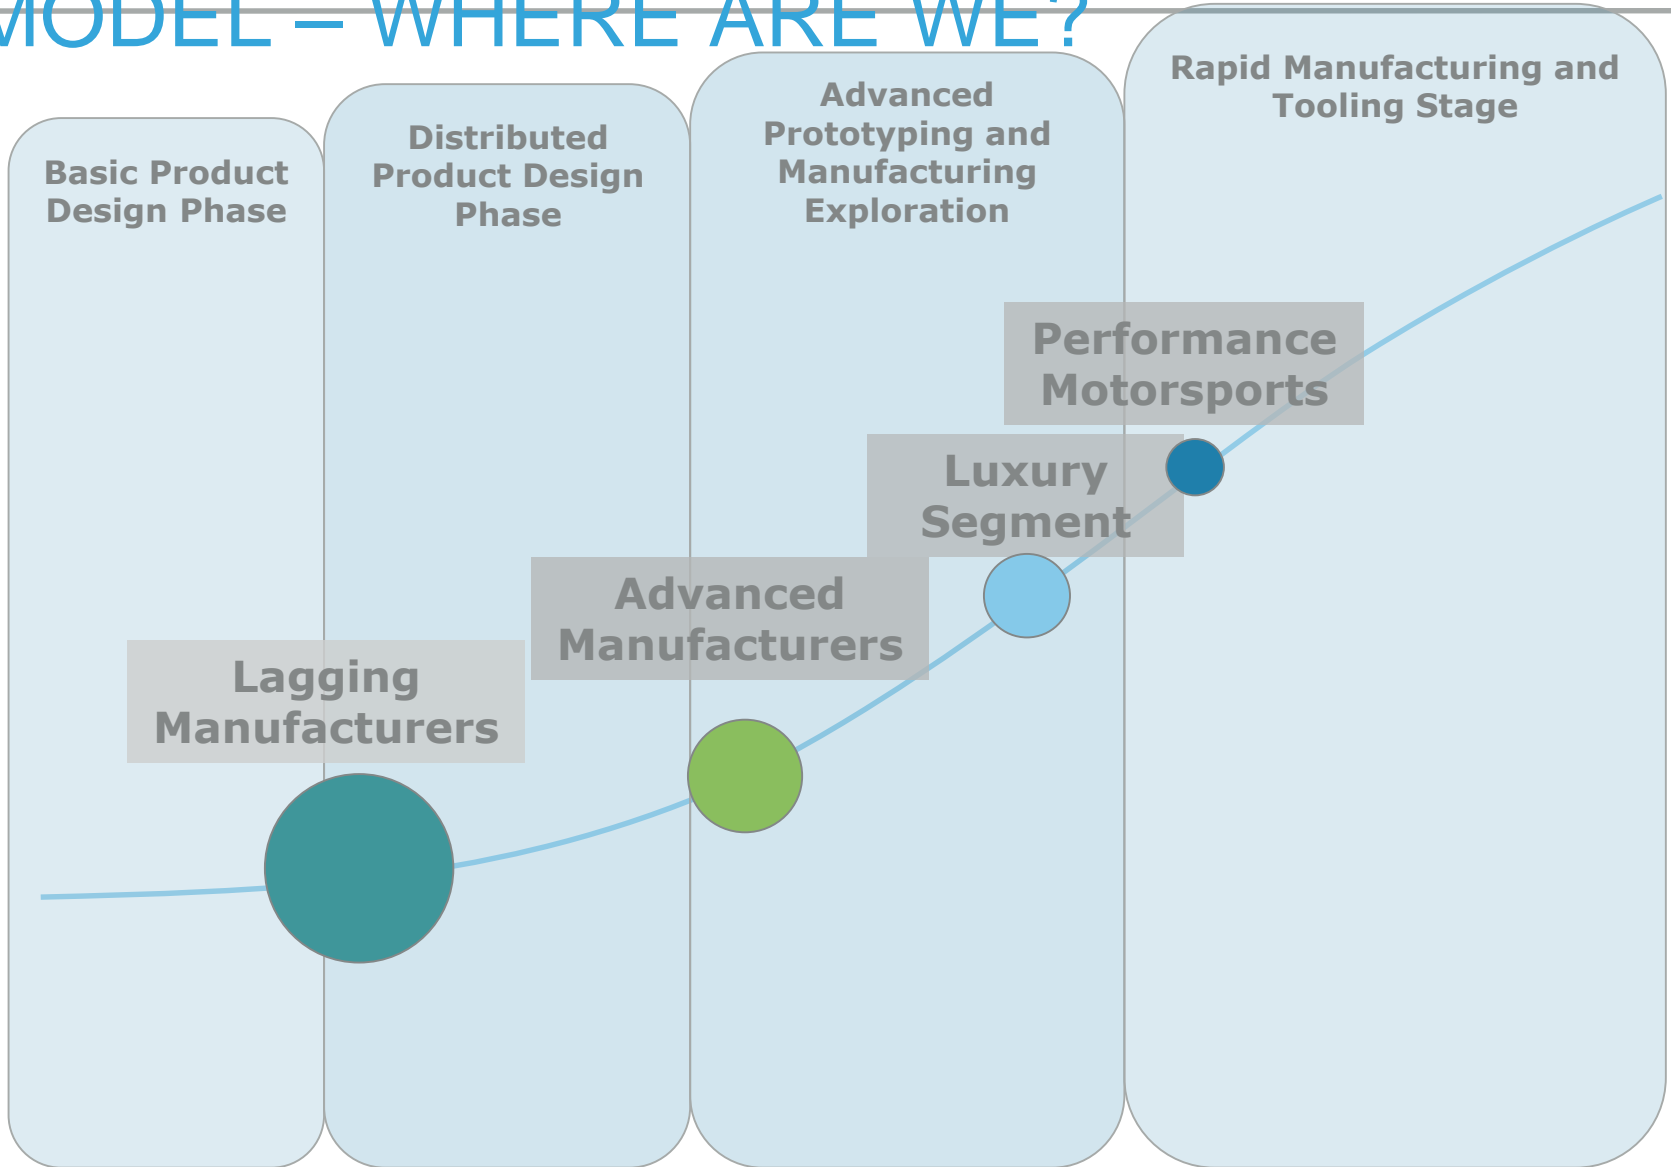 MODEL – WHERE ARE WE?
Basic Product
Design Phase
Distributed
Product Design
Phase
Advanced
Prototyping and
Manufacturing
Exploration
Rapid Manufacturing and
Tooling Stage
Performance
Motorsports
Luxury
Segment
Advanced
Manufacturers
Lagging
Manufacturers